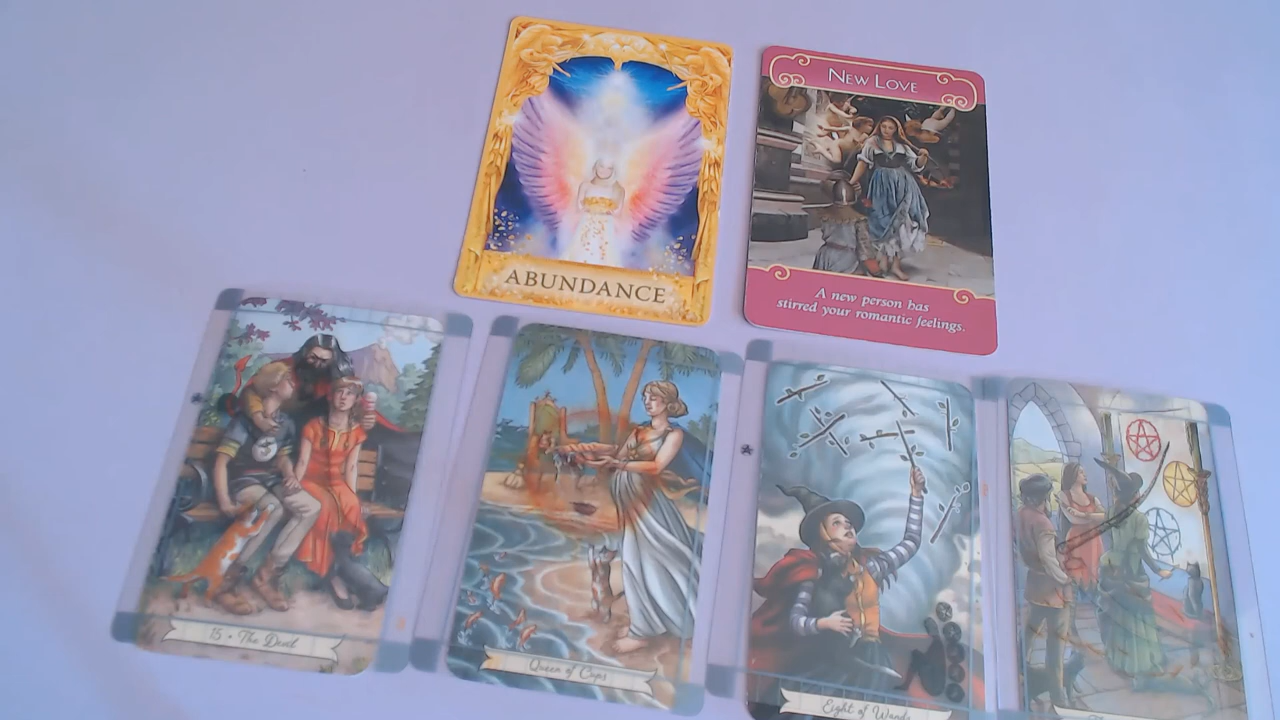 ABUNDANCE
NEW LOVE
A new person has
stirred your romantic feelings.
15 • The Devil
Queen of Cups
Eight of Wands